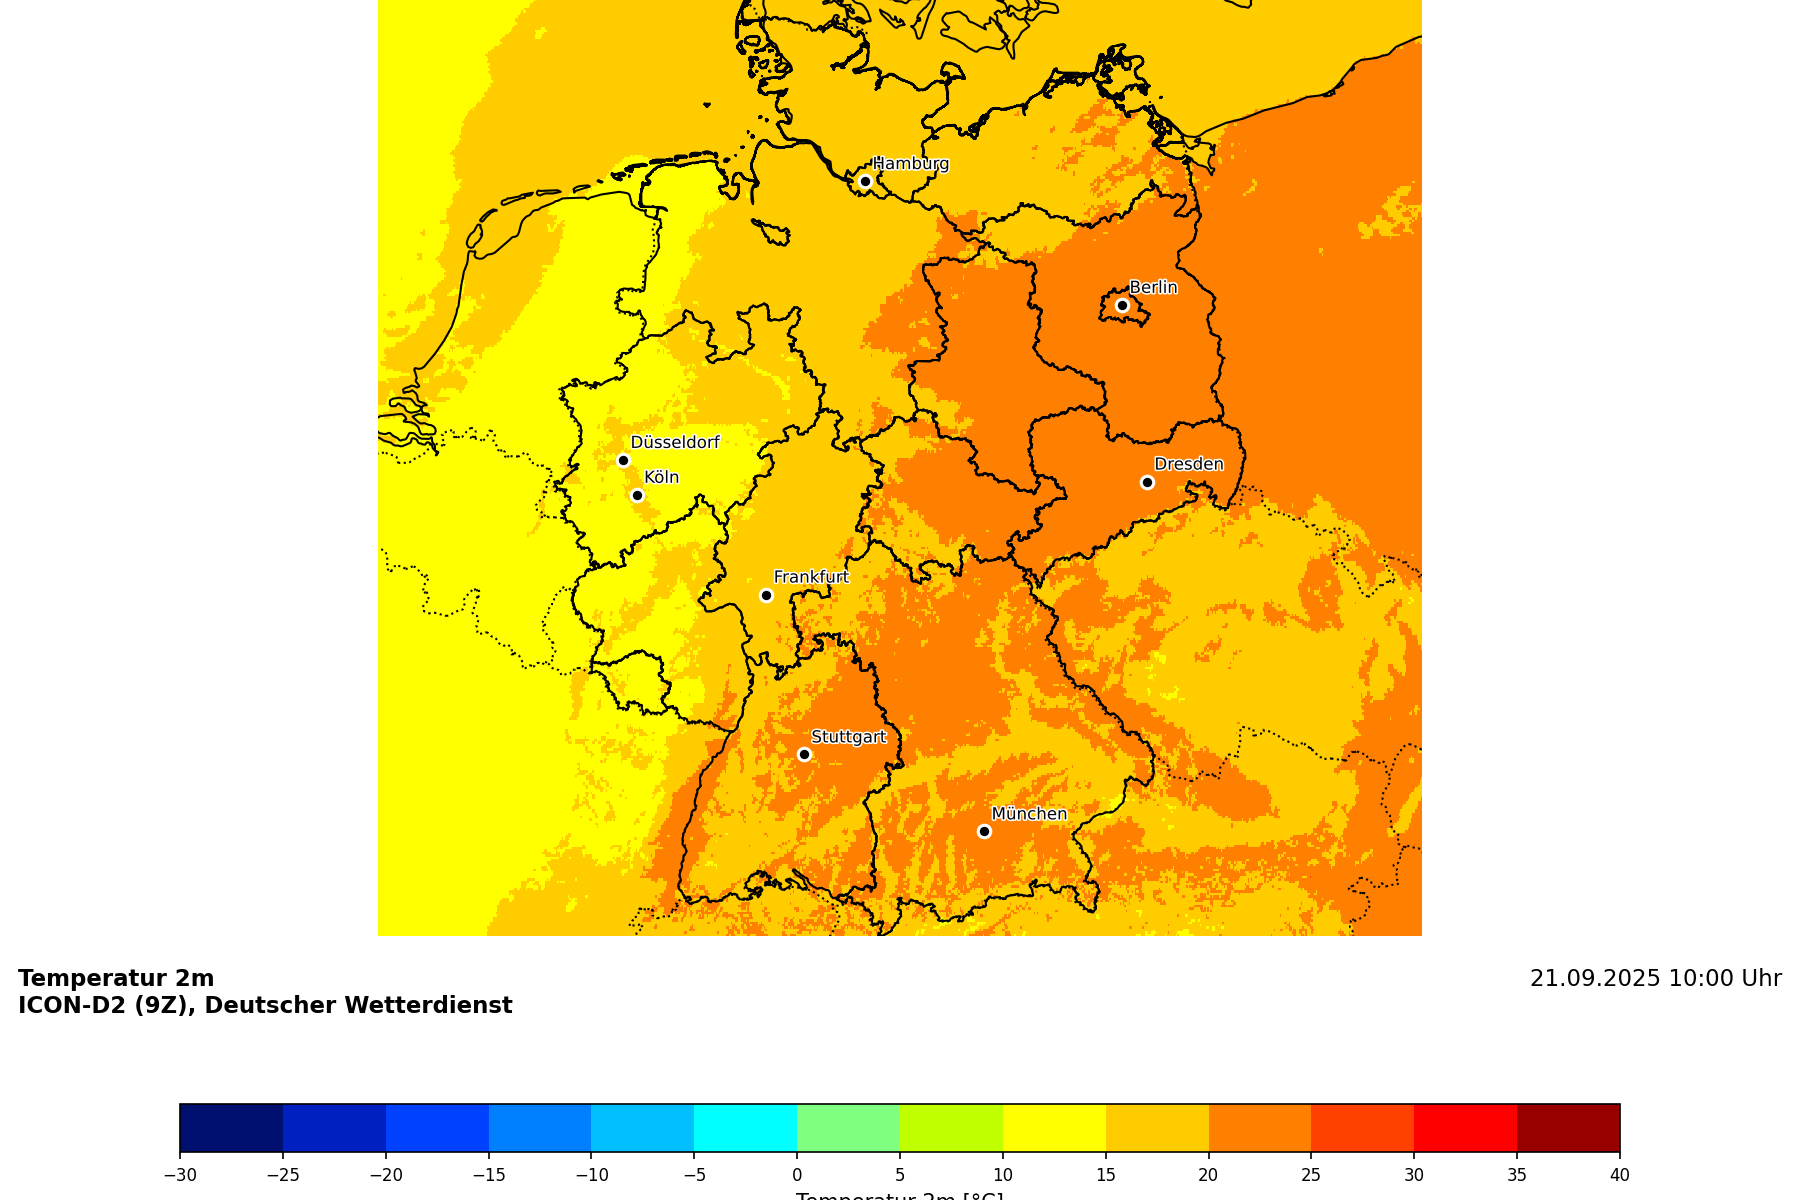 Hamburg
Berlin
Düsseldorf
Köln
Dresden
Frankfurt
Stuttgart
München
Temperatur 2m
21.09.2025 10:00 Uhr
ICON-D2 (9Z), Deutscher Wetterdienst
−30 −25 −20 −15 −10 −5 0 5 10 15 20 25 30 35 40
Temperatur 2m [°C]